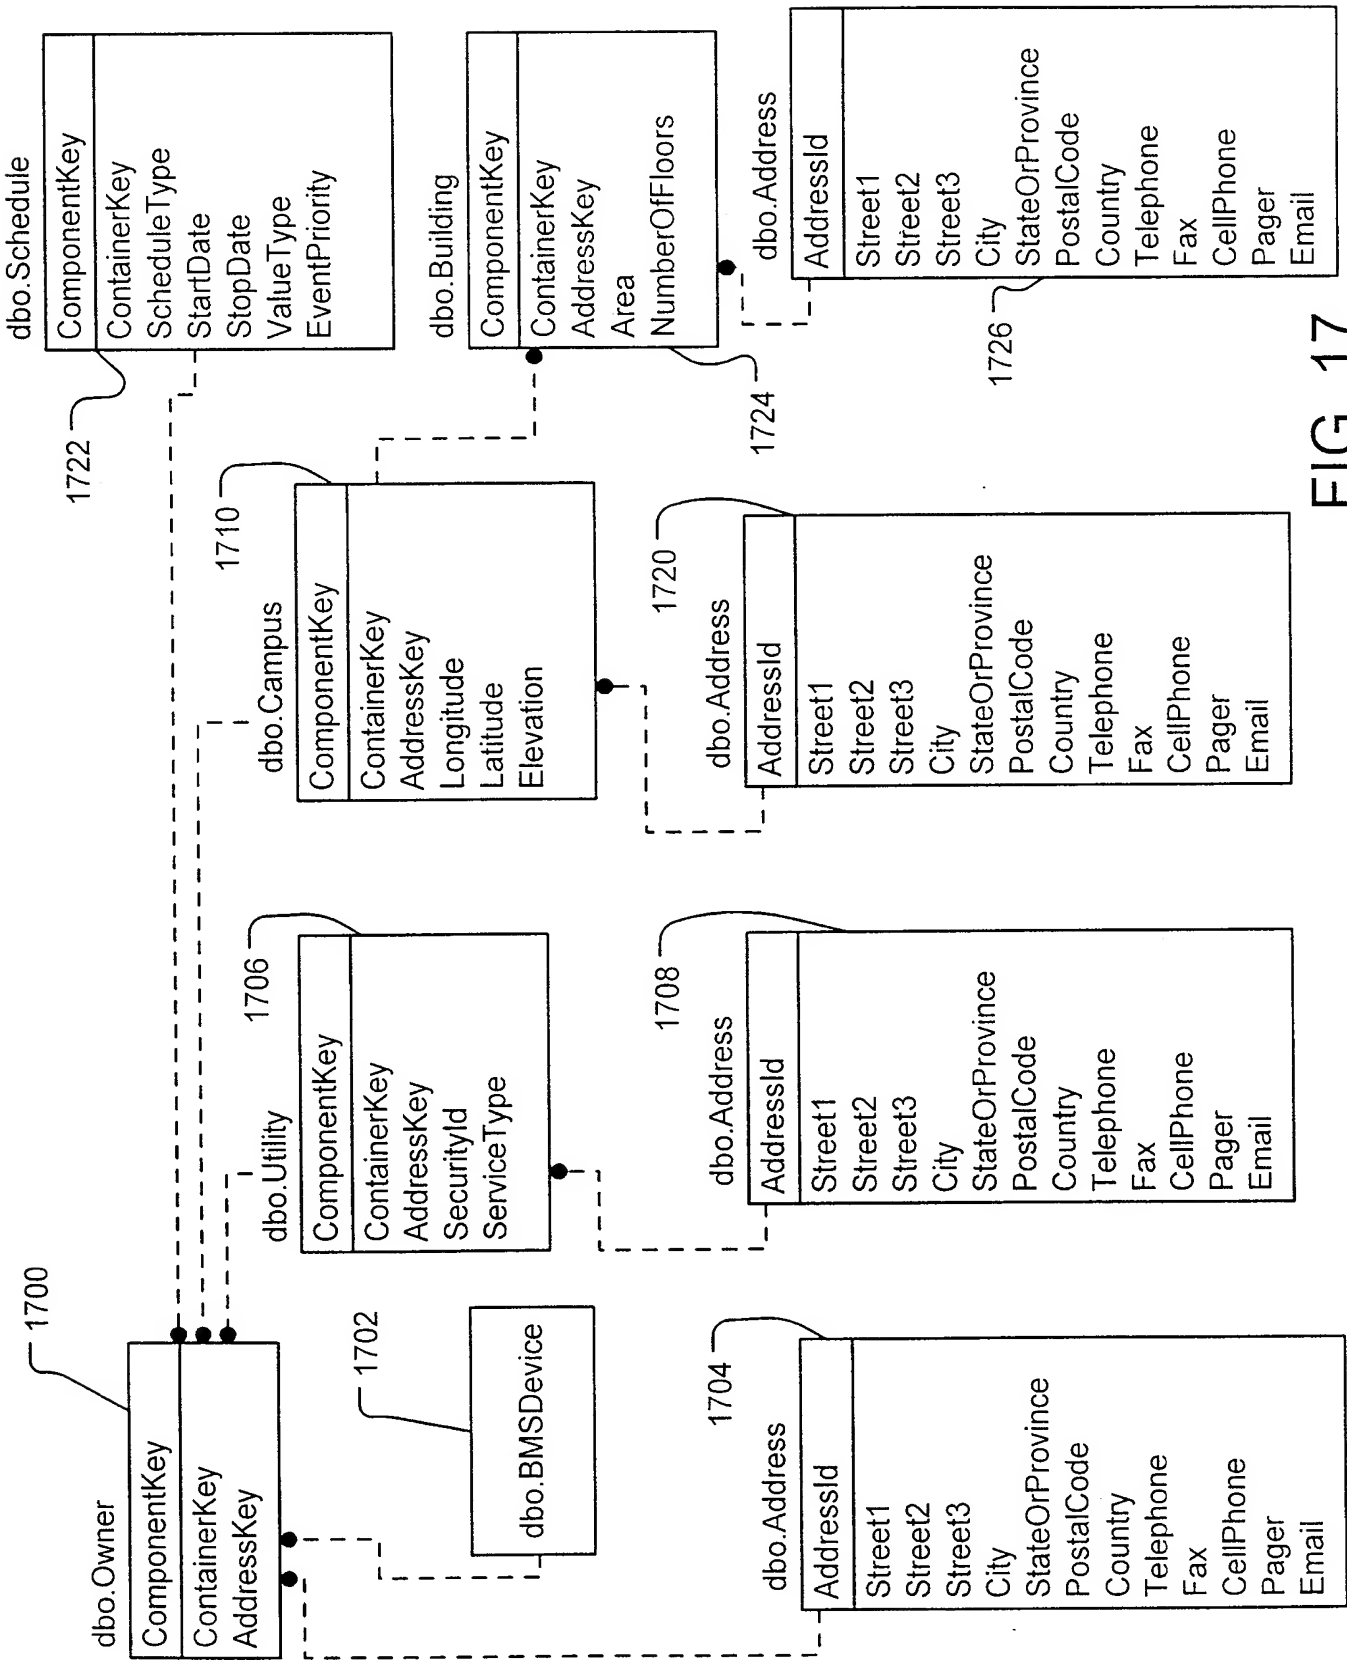 dbo.Owner
ComponentKey
ContainerKey
AddressKey
1700
dbo.BMSDevice
1702
dbo.Address
AddressId
Street1
Street2
Street3
City
StateOrProvince
PostalCode
Country
Telephone
Fax
CellPhone
Pager
Email
1704
dbo.Utility
ComponentKey
ContainerKey
AddressKey
SecurityId
ServiceType
1706
dbo.Address
AddressId
Street1
Street2
Street3
City
StateOrProvince
PostalCode
Country
Telephone
Fax
CellPhone
Pager
Email
1708
dbo.Campus
ComponentKey
ContainerKey
AddressKey
Longitude
Latitude
Elevation
1710
dbo.Address
AddressId
Street1
Street2
Street3
City
StateOrProvince
PostalCode
Country
Telephone
Fax
CellPhone
Pager
Email
1720
dbo.Schedule
ComponentKey
ContainerKey
ScheduleType
StartDate
StopDate
ValueType
EventPriority
1722
dbo.Building
ComponentKey
ContainerKey
AddressKey
Area
NumberOfFloors
1724
dbo.Address
AddressId
Street1
Street2
Street3
City
StateOrProvince
PostalCode
Country
Telephone
Fax
CellPhone
Pager
Email
1726
FIG 17